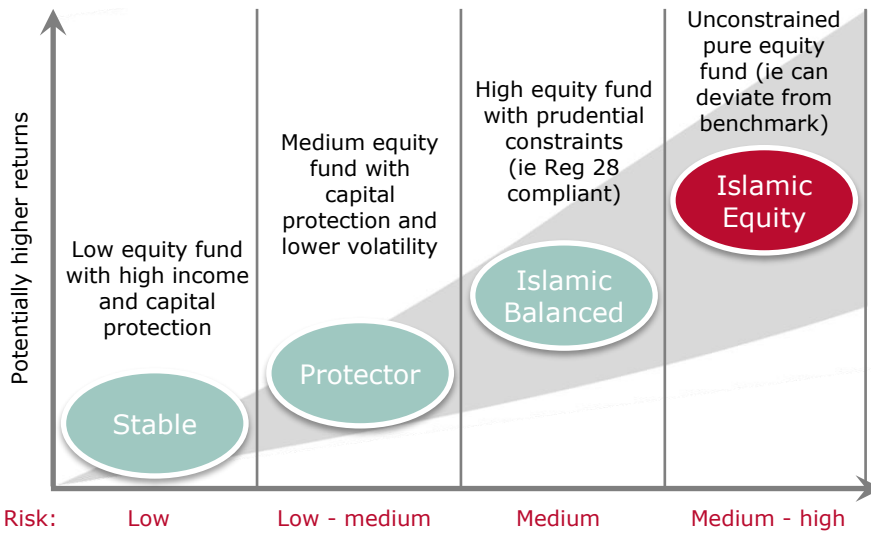 Potentially higher returns
Low equity fund
with high income
and capital
protection
Stable
Medium equity
fund with
capital
protection and
lower volatility
Protector
High equity fund
with prudential
constraints
(ie Reg 28
compliant)
Islamic
Balanced
Unconstrained
pure equity
fund (ie can
deviate from
benchmark)
Islamic
Equity
Risk:
Low
Low - medium
Medium
Medium - high